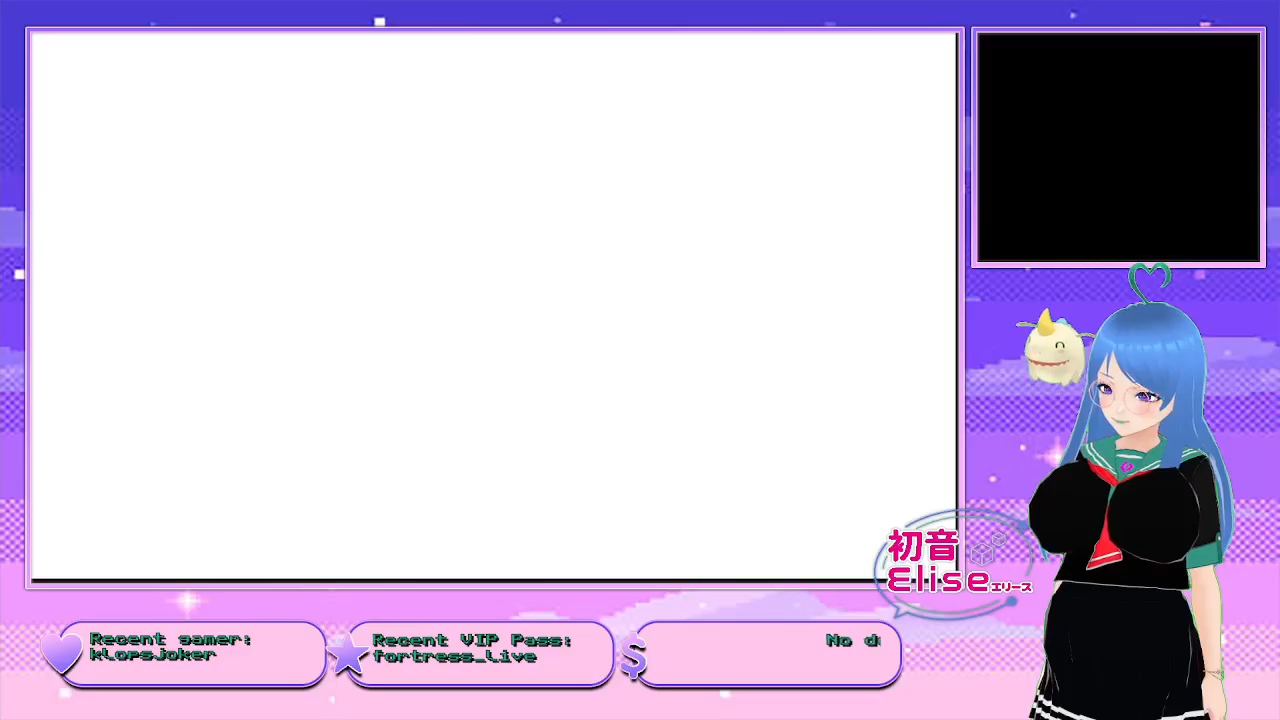 初音
Elise エリース
Recent gamer:
klopsjoker
Recent VIP Pass:
fortress_live
No d